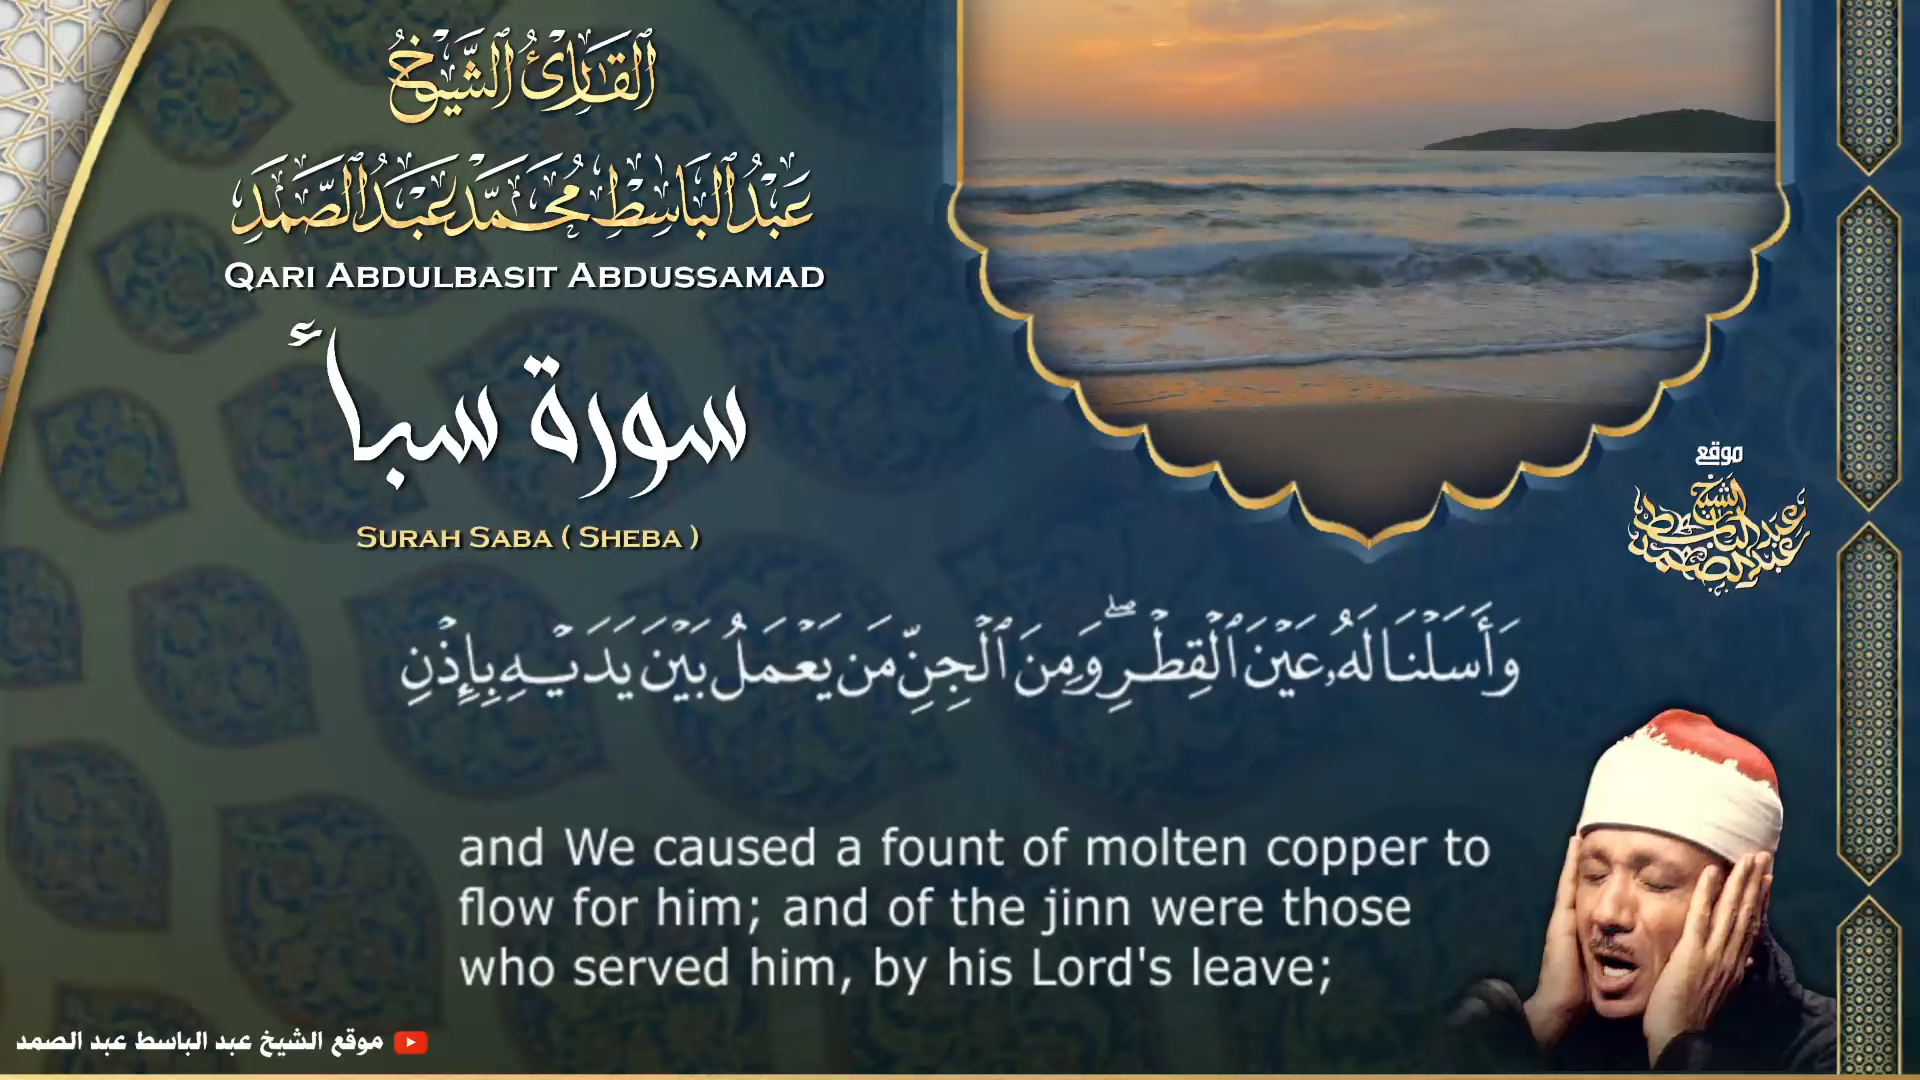 القارئ الشيخ
عبد الباسط محمد عبد الصمد
QARI ABDULBASIT ABDUSSAMAD
سورة سبأ
SURAH SABA ( SHEBA )
موقع
الشيخ
عبد الباسط
عبد الصمد
وَأَسَلۡنَا لَهُۥ عَيۡنَ ٱلۡقِطۡرِۖ وَمِنَ ٱلۡجِنِّ مَن يَعۡمَلُ بَيۡنَ يَدَيۡهِ بِإِذۡنِ
and We caused a fount of molten copper to
flow for him; and of the jinn were those
who served him, by his Lord's leave;
موقع الشيخ عبد الباسط عبد الصمد